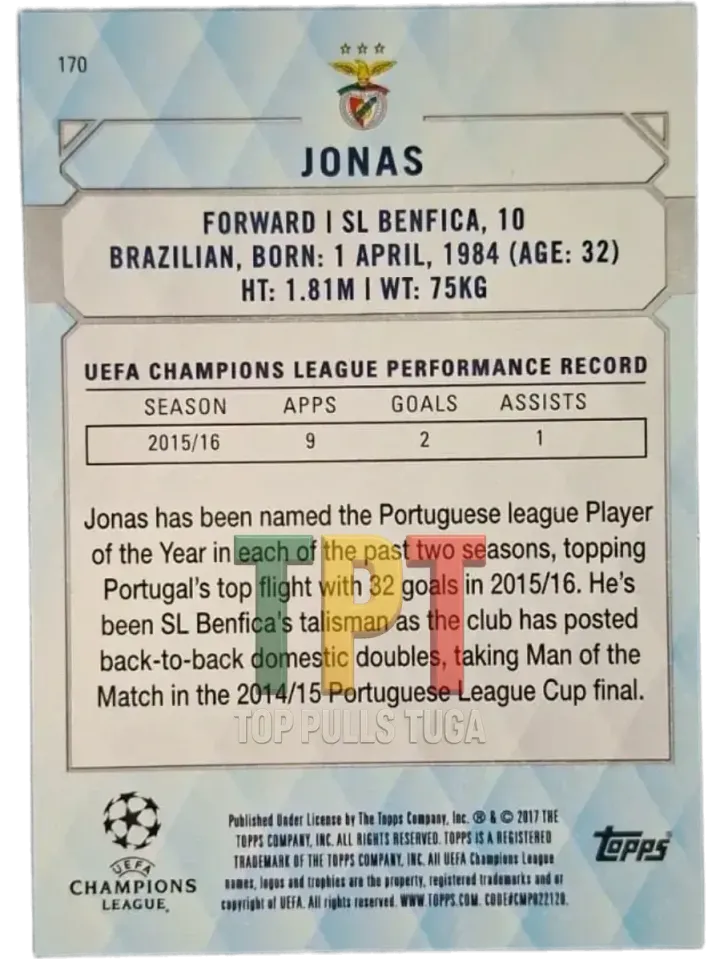 170
JONAS
FORWARD | SL BENFICA, 10
BRAZILIAN, BORN: 1 APRIL, 1984 (AGE: 32)
HT: 1.81M | WT: 75KG
UEFA CHAMPIONS LEAGUE PERFORMANCE RECORD
SEASON APPS GOALS ASSISTS
2015/16 9 2 1
Jonas has been named the Portuguese league Player
of the Year in each of the past two seasons, topping
Portugal's top flight with 32 goals in 2015/16. He's
been SL Benfica's talisman as the club has posted
back-to-back domestic doubles, taking Man of the
Match in the 2014/15 Portuguese League Cup final.
TPT
TOP PULLS TUGA
UEFA
CHAMPIONS
LEAGUE
Published Under License by The Topps Company, Inc. ® & © 2017 THE
TOPPS COMPANY, INC. ALL RIGHTS RESERVED. TOPPS IS A REGISTERED
TRADEMARK OF THE TOPPS COMPANY, INC. All UEFA Champions League
names, logos and trophies are the property, registered trademarks and/or
copyright of UEFA. All rights reserved. WWW.TOPPS.COM. CODE#CMP022120.
Topps